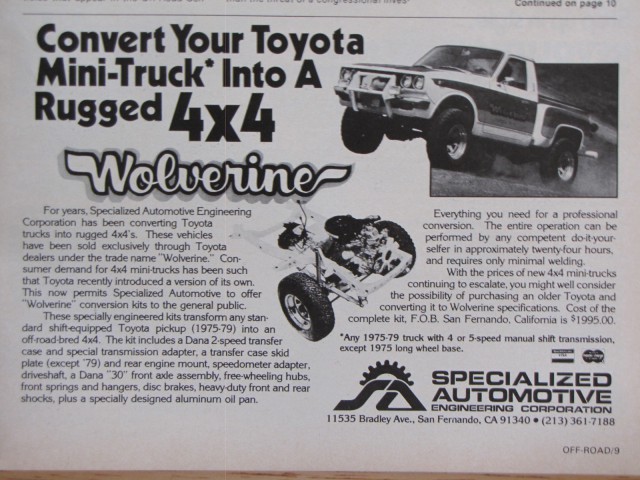 Continued on page 10
Convert Your Toyota
Mini-Truck* Into A
Rugged 4x4
Wolverine
For years, Specialized Automotive Engineering
Corporation has been converting Toyota
trucks into rugged 4x4's. These vehicles
have been sold exclusively through Toyota
dealers under the trade name "Wolverine." Con-
sumer demand for 4x4 mini-trucks has been such
that Toyota recently introduced a version of its own.
This now permits Specialized Automotive to offer
"Wolverine" conversion kits to the general public.
These specially engineered kits transform any stan-
dard shift-equipped Toyota pickup (1975-79) into an
off-road-bred 4x4. The kit includes a Dana 2-speed transfer
case and special transmission adapter, a transfer case skid
plate (except '79) and rear engine mount, speedometer adapter,
driveshaft, a Dana "30" front axle assembly, free-wheeling hubs,
front springs and hangers, disc brakes, heavy-duty front and rear
shocks, plus a specially designed aluminum oil pan.
Everything you need for a professional
conversion. The entire operation can be
performed by any competent do-it-your-
selfer in approximately twenty-four hours,
and requires only minimal welding.
With the prices of new 4x4 mini-trucks
continuing to escalate, you might well consider
the possibility of purchasing an older Toyota and
converting it to Wolverine specifications. Cost of the
complete kit, F.O.B. San Fernando, California is $1995.00.
*Any 1975-79 truck with 4 or 5-speed manual shift transmission,
except 1975 long wheel base.
SPECIALIZED
AUTOMOTIVE
ENGINEERING CORPORATION
11535 Bradley Ave., San Fernando, CA 91340 • (213) 361-7188
OFF-ROAD/9